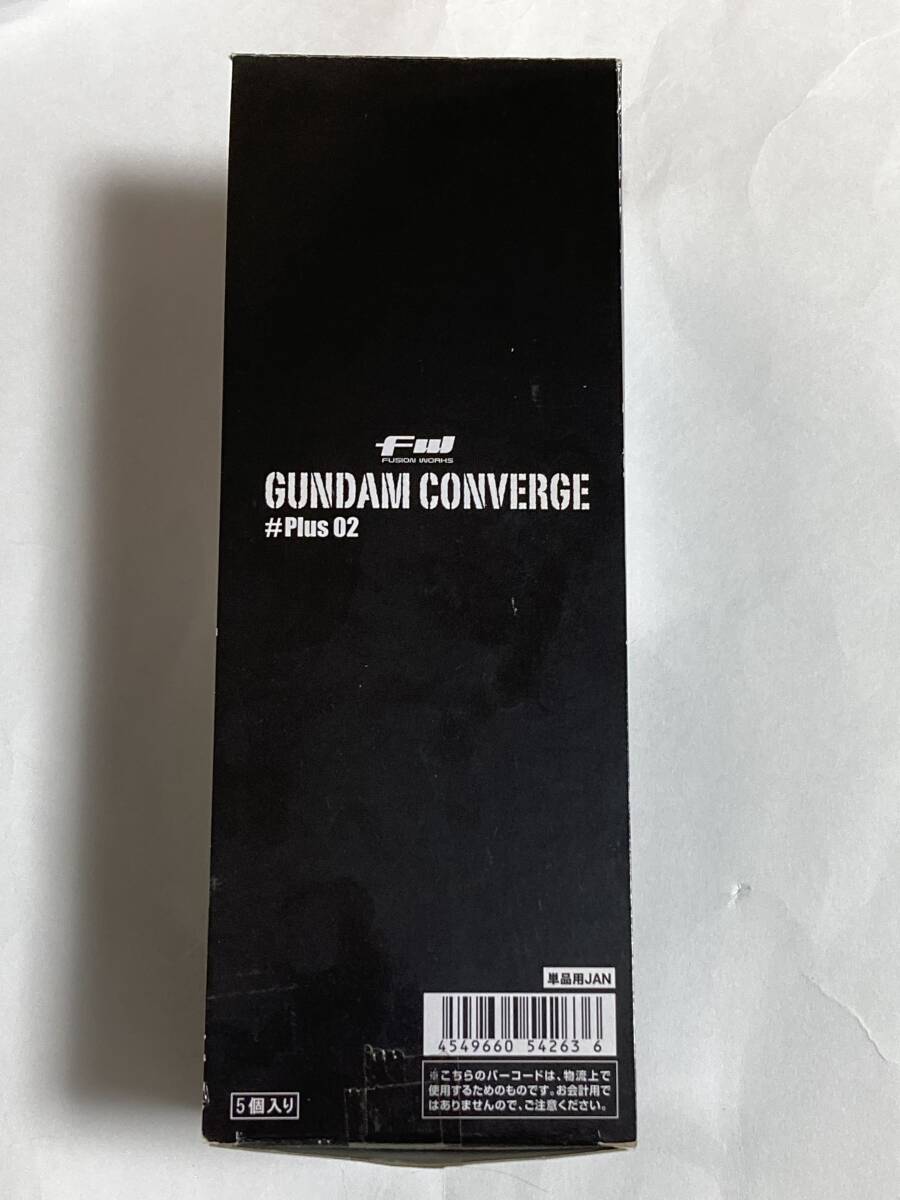 FW
FUSION WORKS
GUNDAM CONVERGE
#Plus 02
単品用JAN
4549660 54263 6
※こちらのバーコードは、物流上で
使用するためのものです。お会計用で
はありませんので、ご注意ください。
5個入り